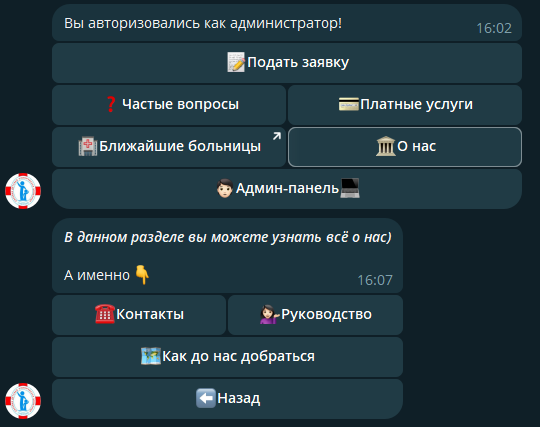 Вы авторизовались как администратор!
16:02
📝Подать заявку
❓Частые вопросы 💳Платные услуги
🏥Ближайшие больницы 🏛О нас
🧑🏻Админ-панель💻
В данном разделе вы можете узнать всё о нас)
А именно👇
16:07
☎️Контакты 💁🏻‍♀️Руководство
🗺Как до нас добраться
⬅️Назад